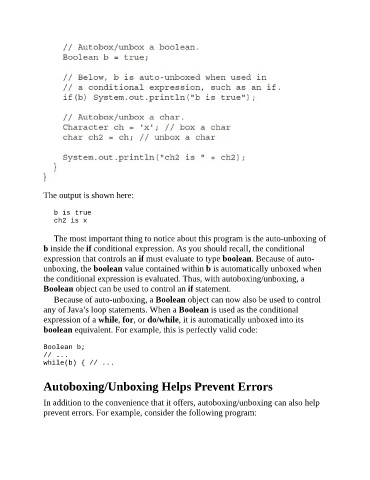 // Autobox/unbox a boolean.
Boolean b = true;
// Below, b is auto-unboxed when used in
// a conditional expression, such as an if.
if(b) System.out.println("b is true");
// Autobox/unbox a char.
Character ch = 'x'; // box a char
char ch2 = ch; // unbox a char
System.out.println("ch2 is " + ch2);
}
}
The output is shown here:
b is true
ch2 is x
The most important thing to notice about this program is the auto-unboxing of
b inside the if conditional expression. As you should recall, the conditional
expression that controls an if must evaluate to type boolean. Because of auto-
unboxing, the boolean value contained within b is automatically unboxed when
the conditional expression is evaluated. Thus, with autoboxing/unboxing, a
Boolean object can be used to control an if statement.
Because of auto-unboxing, a Boolean object can now also be used to control
any of Java's loop statements. When a Boolean is used as the conditional
expression of a while, for, or do/while, it is automatically unboxed into its
boolean equivalent. For example, this is perfectly valid code:
Boolean b;
// ...
while(b) { // ...
Autoboxing/Unboxing Helps Prevent Errors
In addition to the convenience that it offers, autoboxing/unboxing can also help
prevent errors. For example, consider the following program: